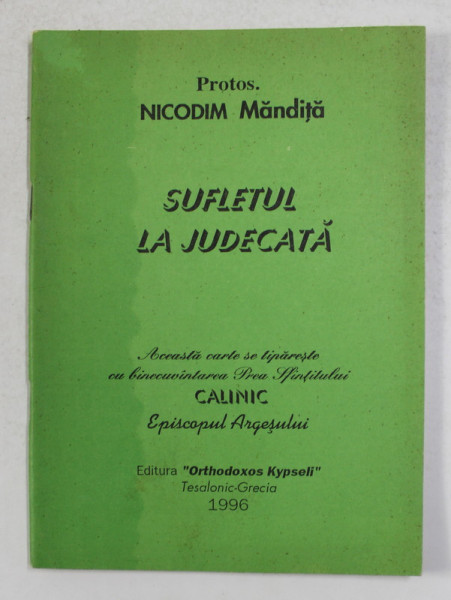 Protos.
NICODIM Măndiță
SUFLETUL
LA JUDECATĂ
Această carte se tipărește
cu binecuvîntarea Prea Sfințitului
CALINIC
Episcopul Argeșului
Editura "Orthodoxos Kypseli"
Tesalonic-Grecia
1996